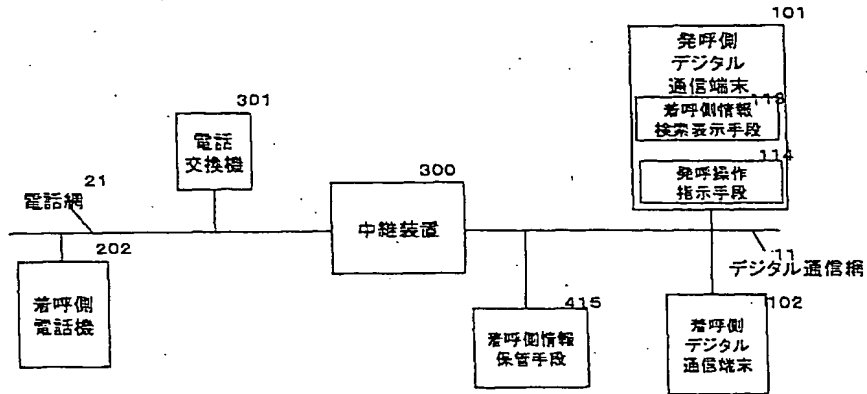 101
発呼側
デジタル
通信端末
118
着呼側情報
検索表示手段
114
発呼操作
指示手段
301
電話
交換機
300
中継装置
21
電話網
202
着呼側
電話機
11
デジタル通信網
415
着呼側情報
保管手段
102
着呼側
デジタル
通信端末